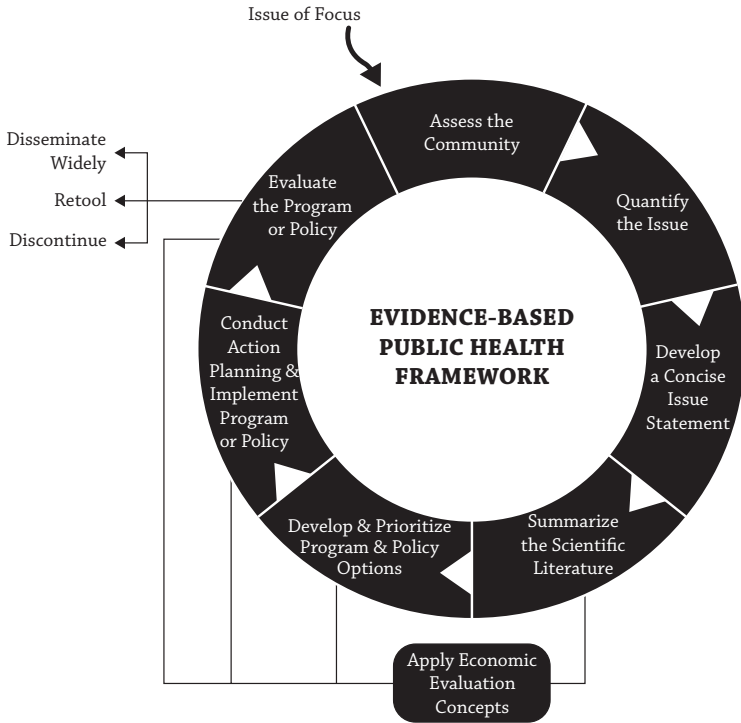 Issue of Focus
Assess the
Community
Quantify
the Issue
Develop
a Concise
Issue
Statement
Summarize
the Scientific
Literature
Develop & Prioritize
Program & Policy
Options
Conduct
Action
Planning &
Implement
Program
or Policy
Evaluate
the Program
or Policy
Disseminate
Widely
Retool
Discontinue
EVIDENCE-BASED
PUBLIC HEALTH
FRAMEWORK
Apply Economic
Evaluation
Concepts